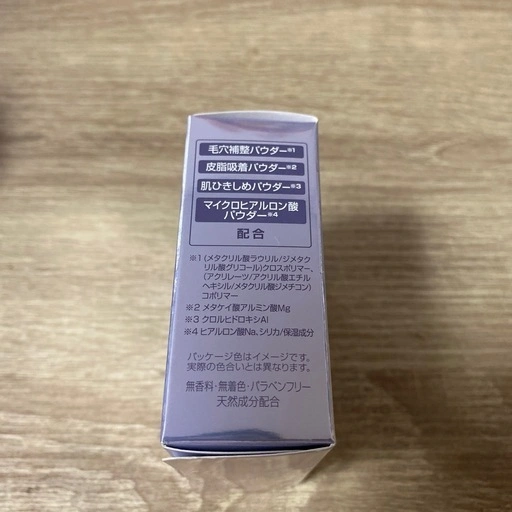 毛穴補整パウダー※1
皮脂吸着パウダー※2
肌ひきしめパウダー※3
マイクロヒアルロン酸
パウダー※4
配合
※1 (メタクリル酸ラウリル/ジメタク
リル酸グリコール)クロスポリマー、
(アクリレーツ/アクリル酸エチル
ヘキシル/メタクリル酸ジメチコン)
コポリマー
※2 メタケイ酸アルミン酸Mg
※3 クロルヒドロキシAl
※4 ヒアルロン酸Na、シリカ/保湿成分
パッケージ色はイメージです。
実際の色合いとは異なります。
無香料・無着色・パラベンフリー
天然成分配合